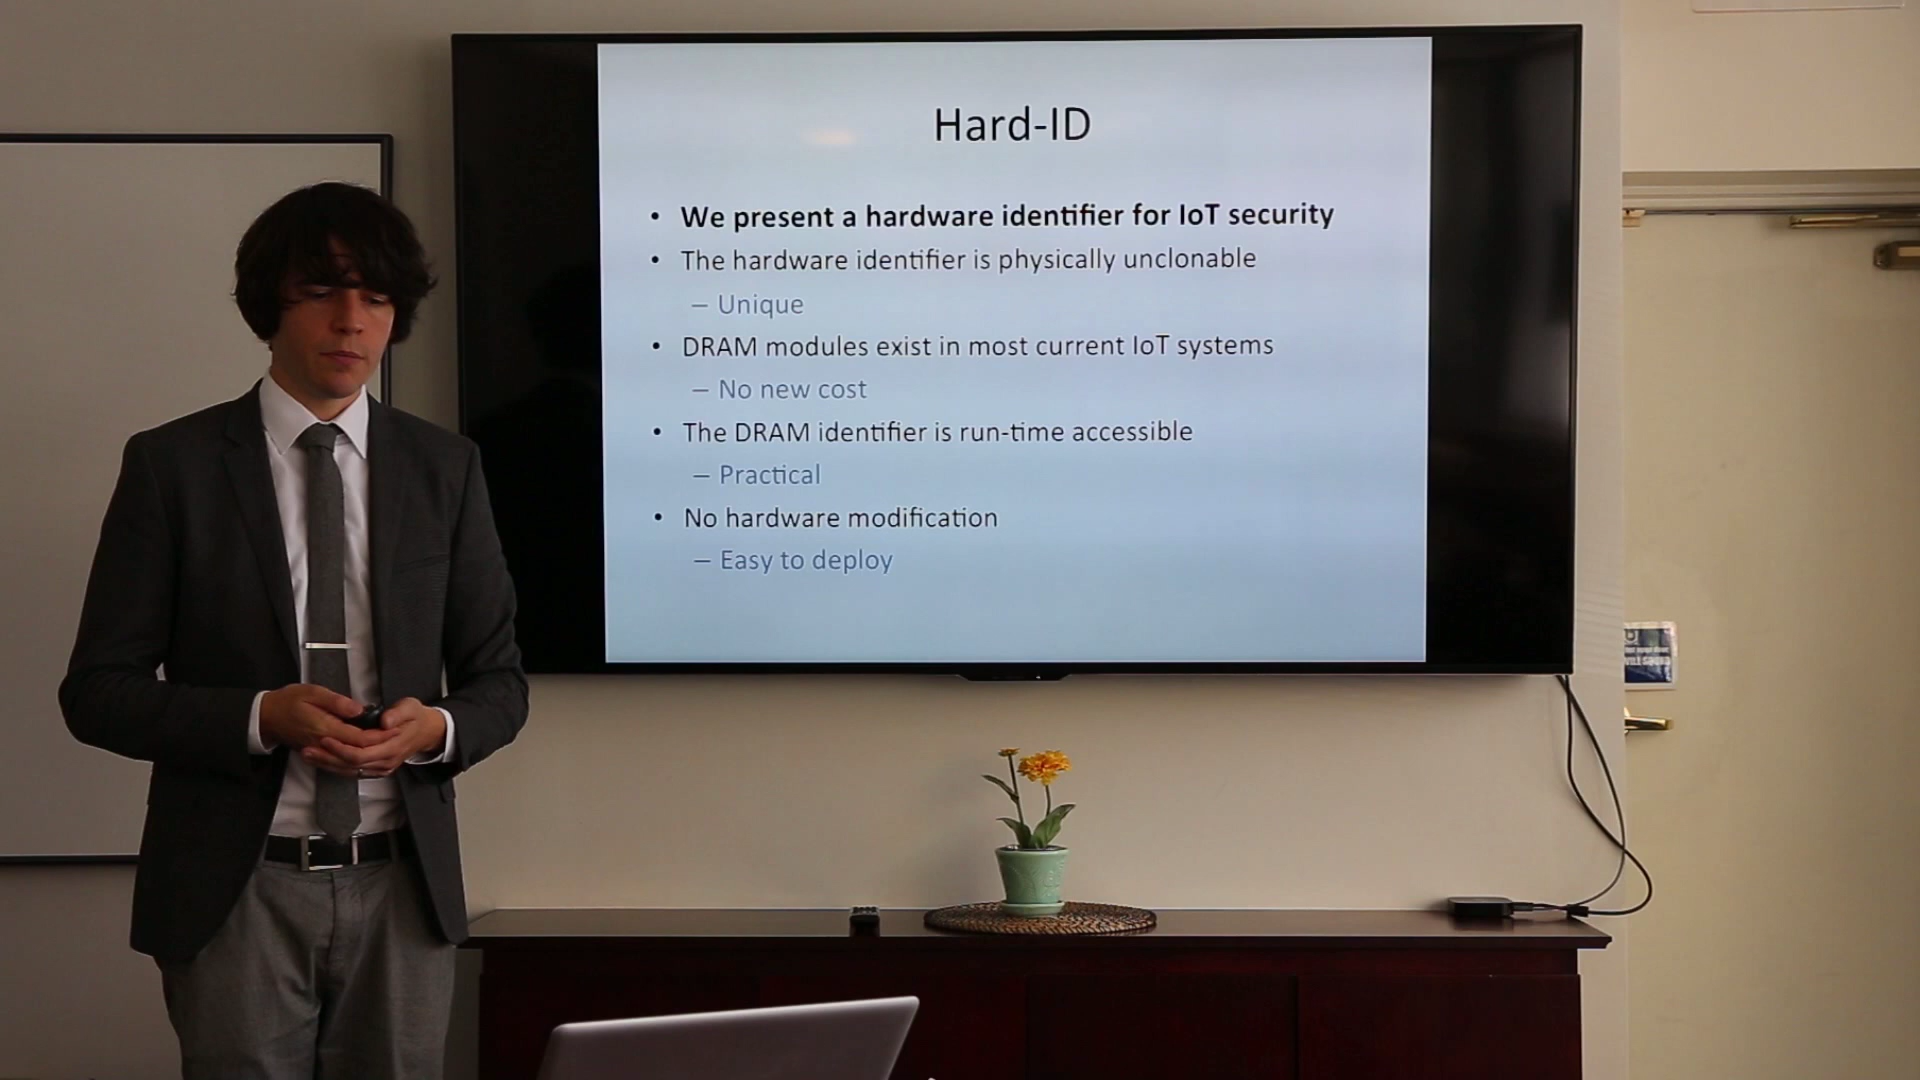 Hard-ID
• We present a hardware identifier for IoT security
• The hardware identifier is physically unclonable
– Unique
• DRAM modules exist in most current IoT systems
– No new cost
• The DRAM identifier is run-time accessible
– Practical
• No hardware modification
– Easy to deploy